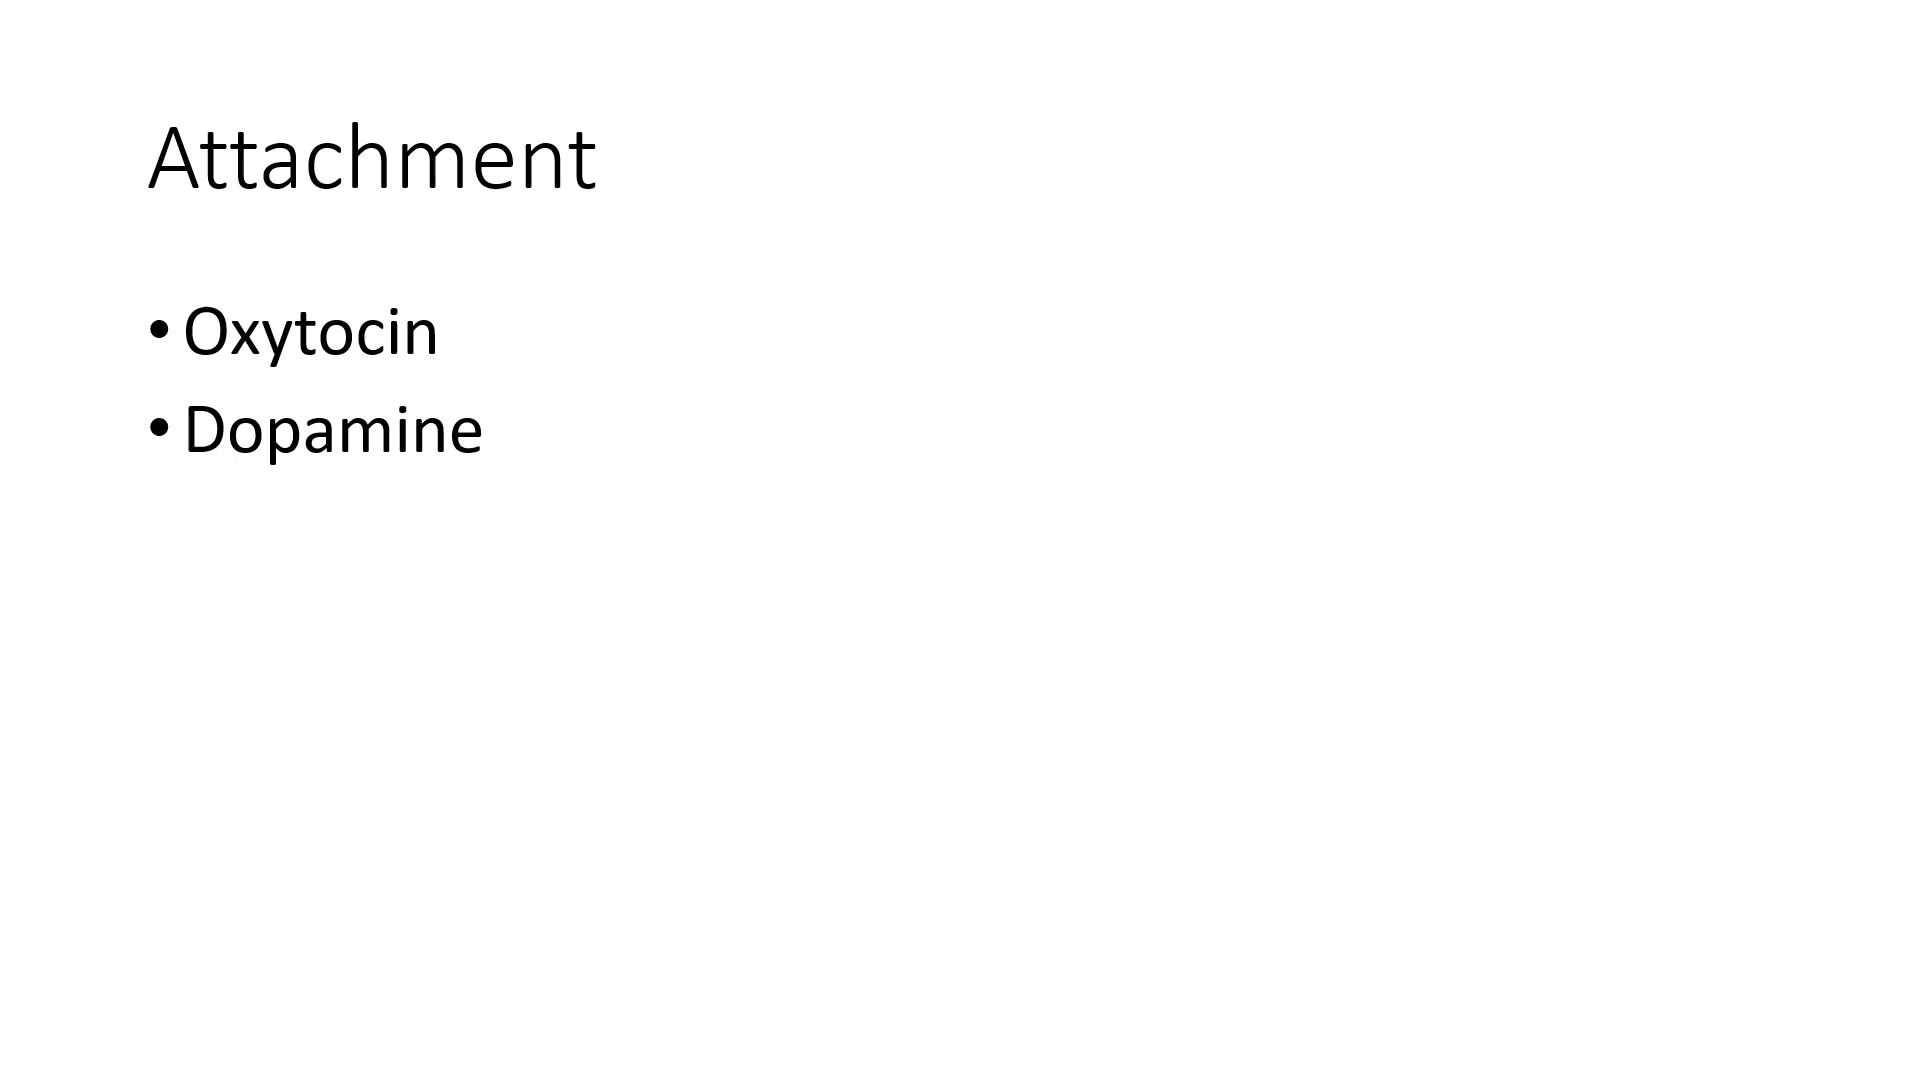 Attachment
• Oxytocin
• Dopamine